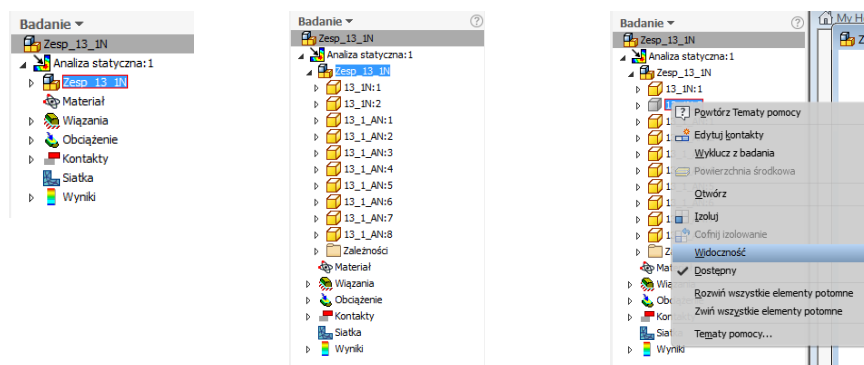 Badanie
Zesp_13_1N
Analiza statyczna:1
Zesp_13_1N
Materiał
Wiązania
Obciążenie
Kontakty
Siatka
Wyniki
Badanie
Zesp_13_1N
Analiza statyczna:1
Zesp_13_1N
13_1N:1
13_1N:2
13_1_AN:1
13_1_AN:2
13_1_AN:3
13_1_AN:4
13_1_AN:5
13_1_AN:6
13_1_AN:7
13_1_AN:8
Zależności
Materiał
Wiązania
Obciążenie
Kontakty
Siatka
Wyniki
Badanie
Zesp_13_1N
Analiza statyczna:1
Zesp_13_1N
13_1N:1
Wyniki
Powtórz Tematy pomocy
Edytuj kontakty
Wyklucz z badania
Powierzchnia środkowa
Otwórz
Izoluj
Cofnij izolowanie
Widoczność
Dostępny
Rozwiń wszystkie elementy potomne
Zwiń wszystkie elementy potomne
Tematy pomocy...
My H
Z